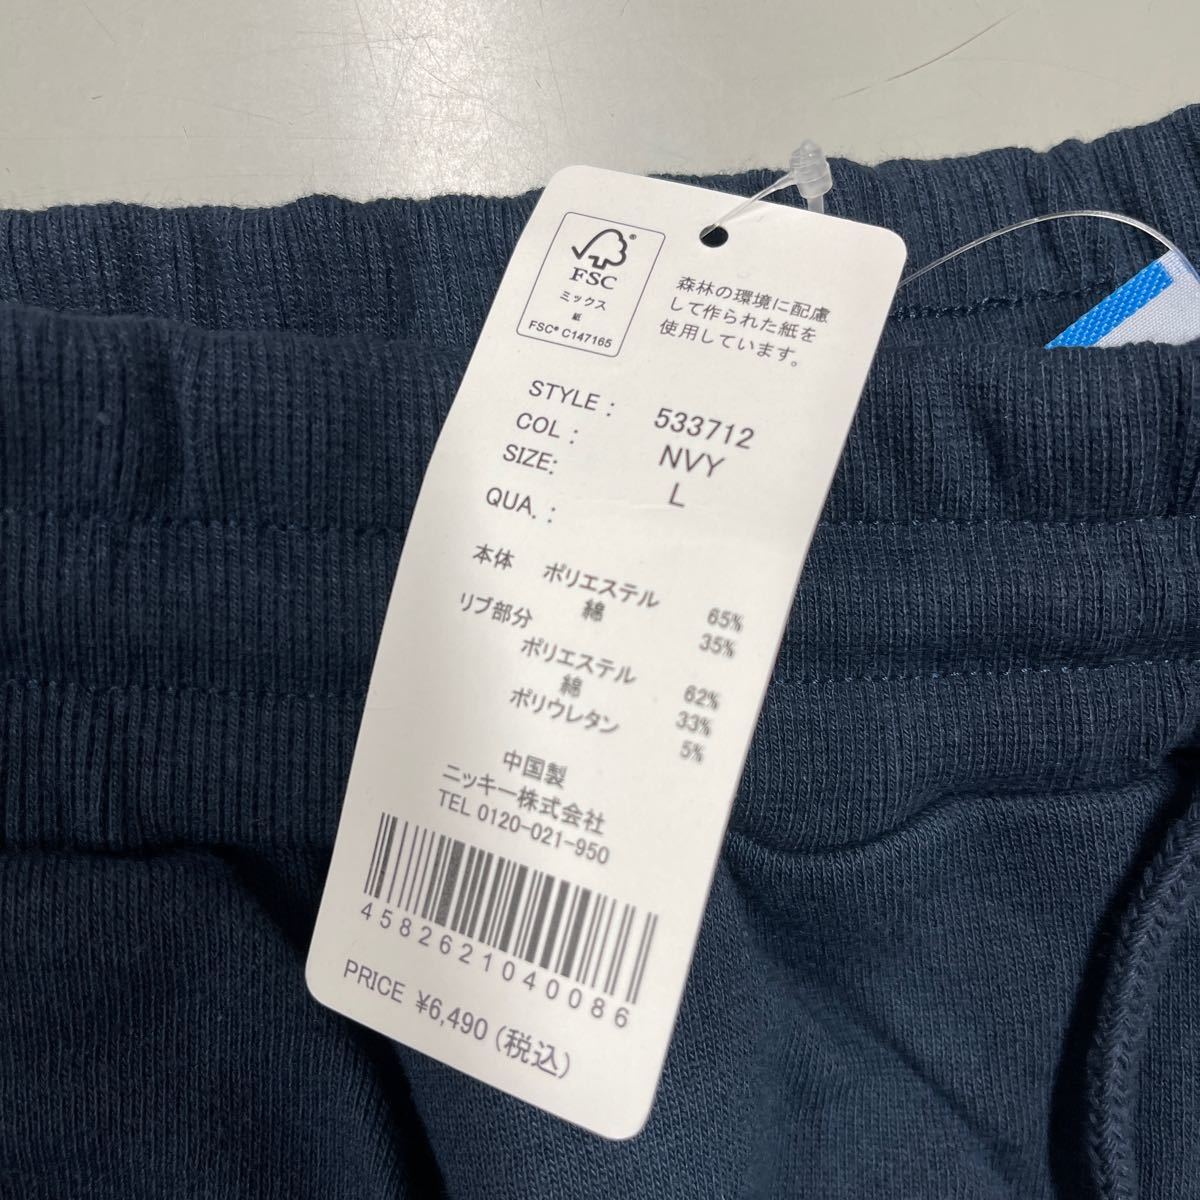 FSC®
ミックス
紙
FSC® C147165
森林の環境に配慮
して作られた紙を
使用しています。
STYLE : 533712
COL : NVY
SIZE: L
QUA. :
本体 ポリエステル 65%
綿 35%
リブ部分
ポリエステル 62%
綿 33%
ポリウレタン 5%
中国製
ニッキー株式会社
TEL 0120-021-950
4582621040086
PRICE ¥6,490 (税込)